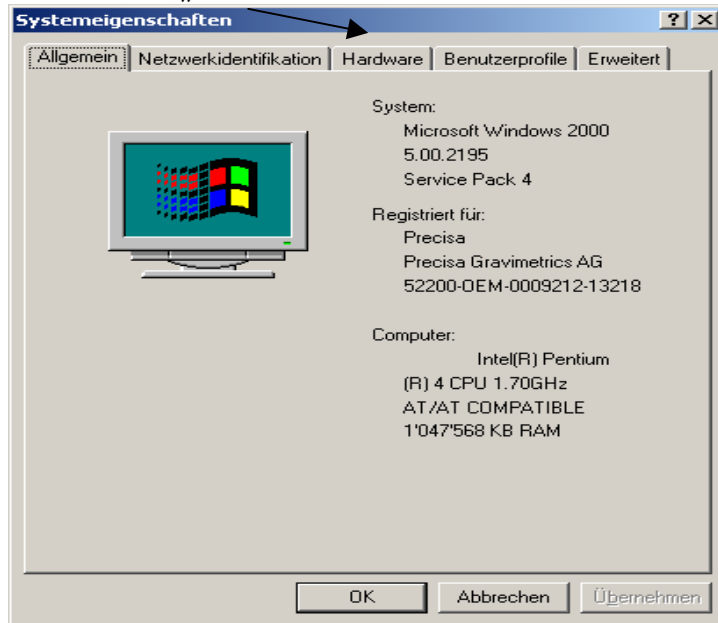 „
Systemeigenschaften
Allgemein Netzwerkidentifikation Hardware Benutzerprofile Erweitert
System:
Microsoft Windows 2000
5.00.2195
Service Pack 4
Registriert für:
Precisa
Precisa Gravimetrics AG
52200-OEM-0009212-13218
Computer:
Intel(R) Pentium
(R) 4 CPU 1.70GHz
AT/AT COMPATIBLE
1'047'568 KB RAM
OK Abbrechen Übernehmen